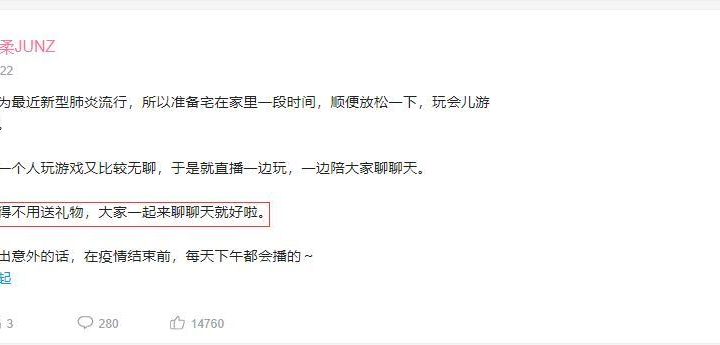 柔JUNZ
22
为最近新型肺炎流行，所以准备宅在家里一段时间，顺便放松一下，玩会儿游
。
一个人玩游戏又比较无聊，于是就直播一边玩，一边陪大家聊聊天。
得不用送礼物，大家一起来聊聊天就好啦。
出意外的话，在疫情结束前，每天下午都会播的～
起
3 280 14760